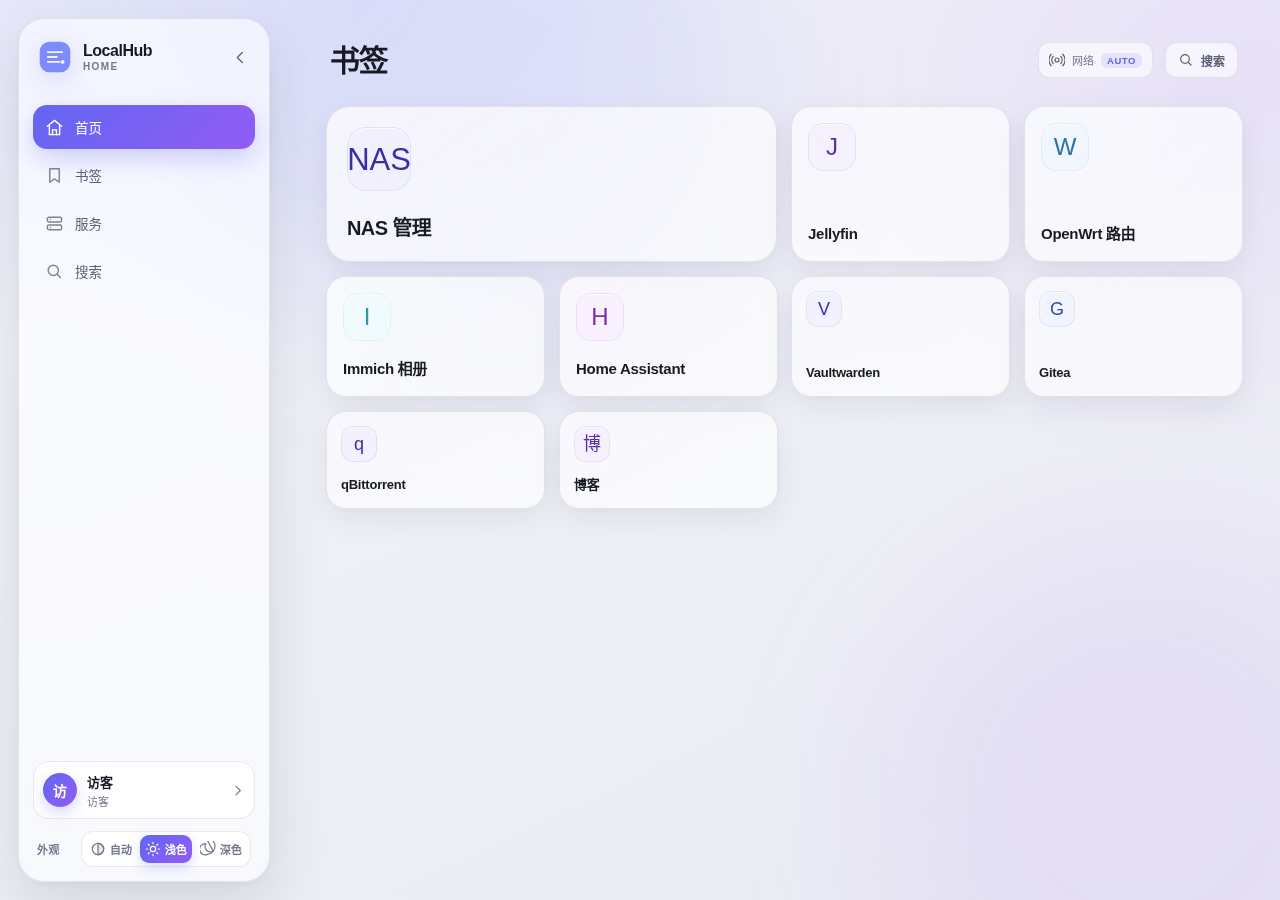 LocalHub
HOME
首页
书签
服务
搜索
访
访客
访客
外观
自动
浅色
深色
书签
网络 AUTO
搜索
NAS
NAS 管理
J
Jellyfin
W
OpenWrt 路由
I
Immich 相册
H
Home Assistant
V
Vaultwarden
G
Gitea
q
qBittorrent
博
博客